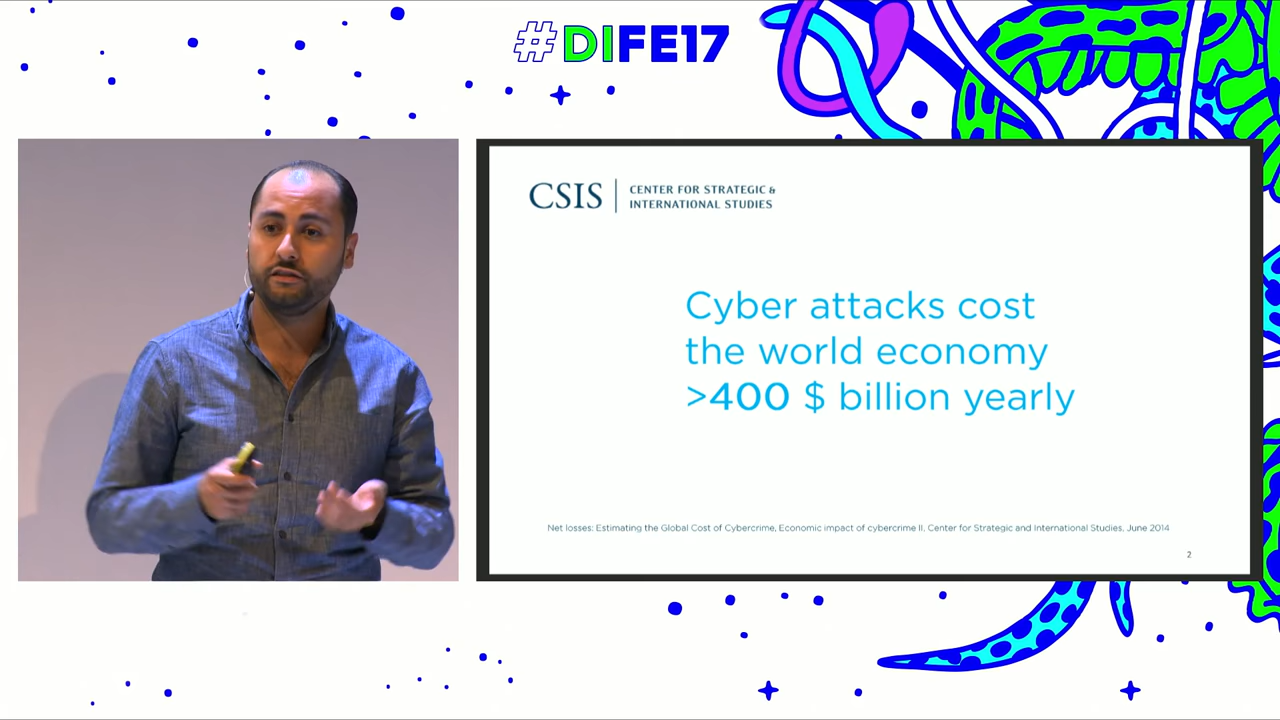 #DIFE17
CSIS
CENTER FOR STRATEGIC &
INTERNATIONAL STUDIES
Cyber attacks cost
the world economy
>400 $ billion yearly
Net losses: Estimating the Global Cost of Cybercrime, Economic impact of cybercrime II, Center for Strategic and International Studies, June 2014
2